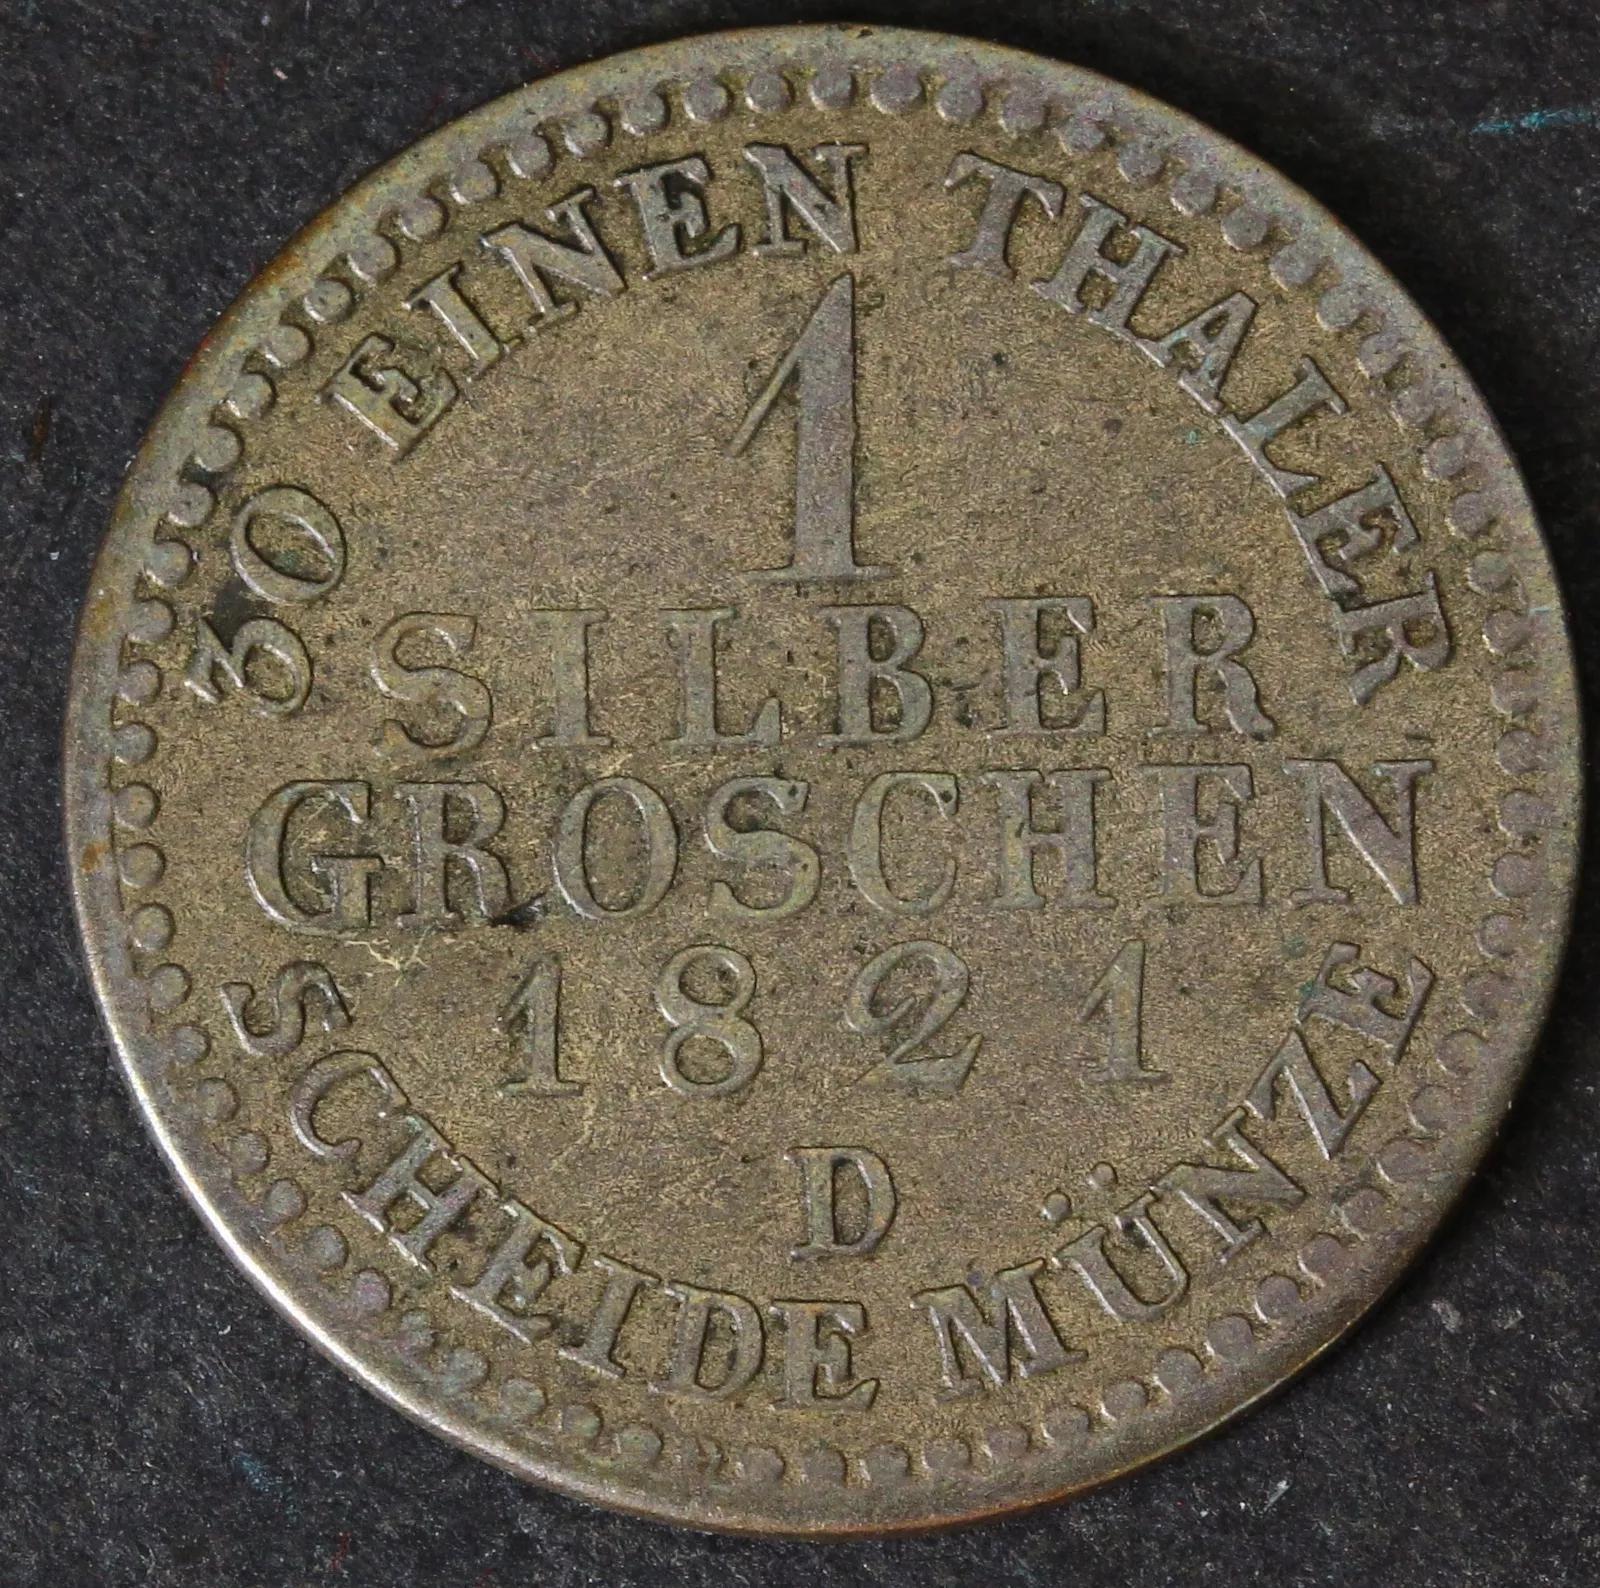 30 EINEN THALER
1
SILBER
GROSCHEN
1821
D
SCHEIDE MÜNZE